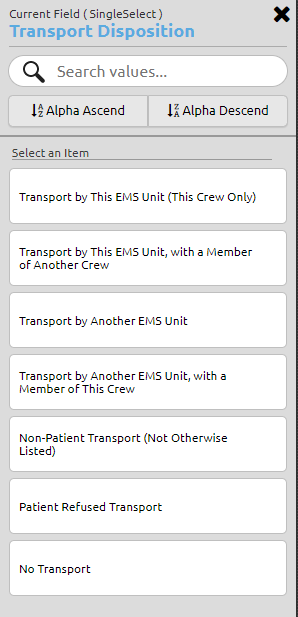 Current Field ( SingleSelect )
Transport Disposition
Search values...
Alpha Ascend
Alpha Descend
Select an Item
Transport by This EMS Unit (This Crew Only)
Transport by This EMS Unit, with a Member
of Another Crew
Transport by Another EMS Unit
Transport by Another EMS Unit, with a
Member of This Crew
Non-Patient Transport (Not Otherwise
Listed)
Patient Refused Transport
No Transport